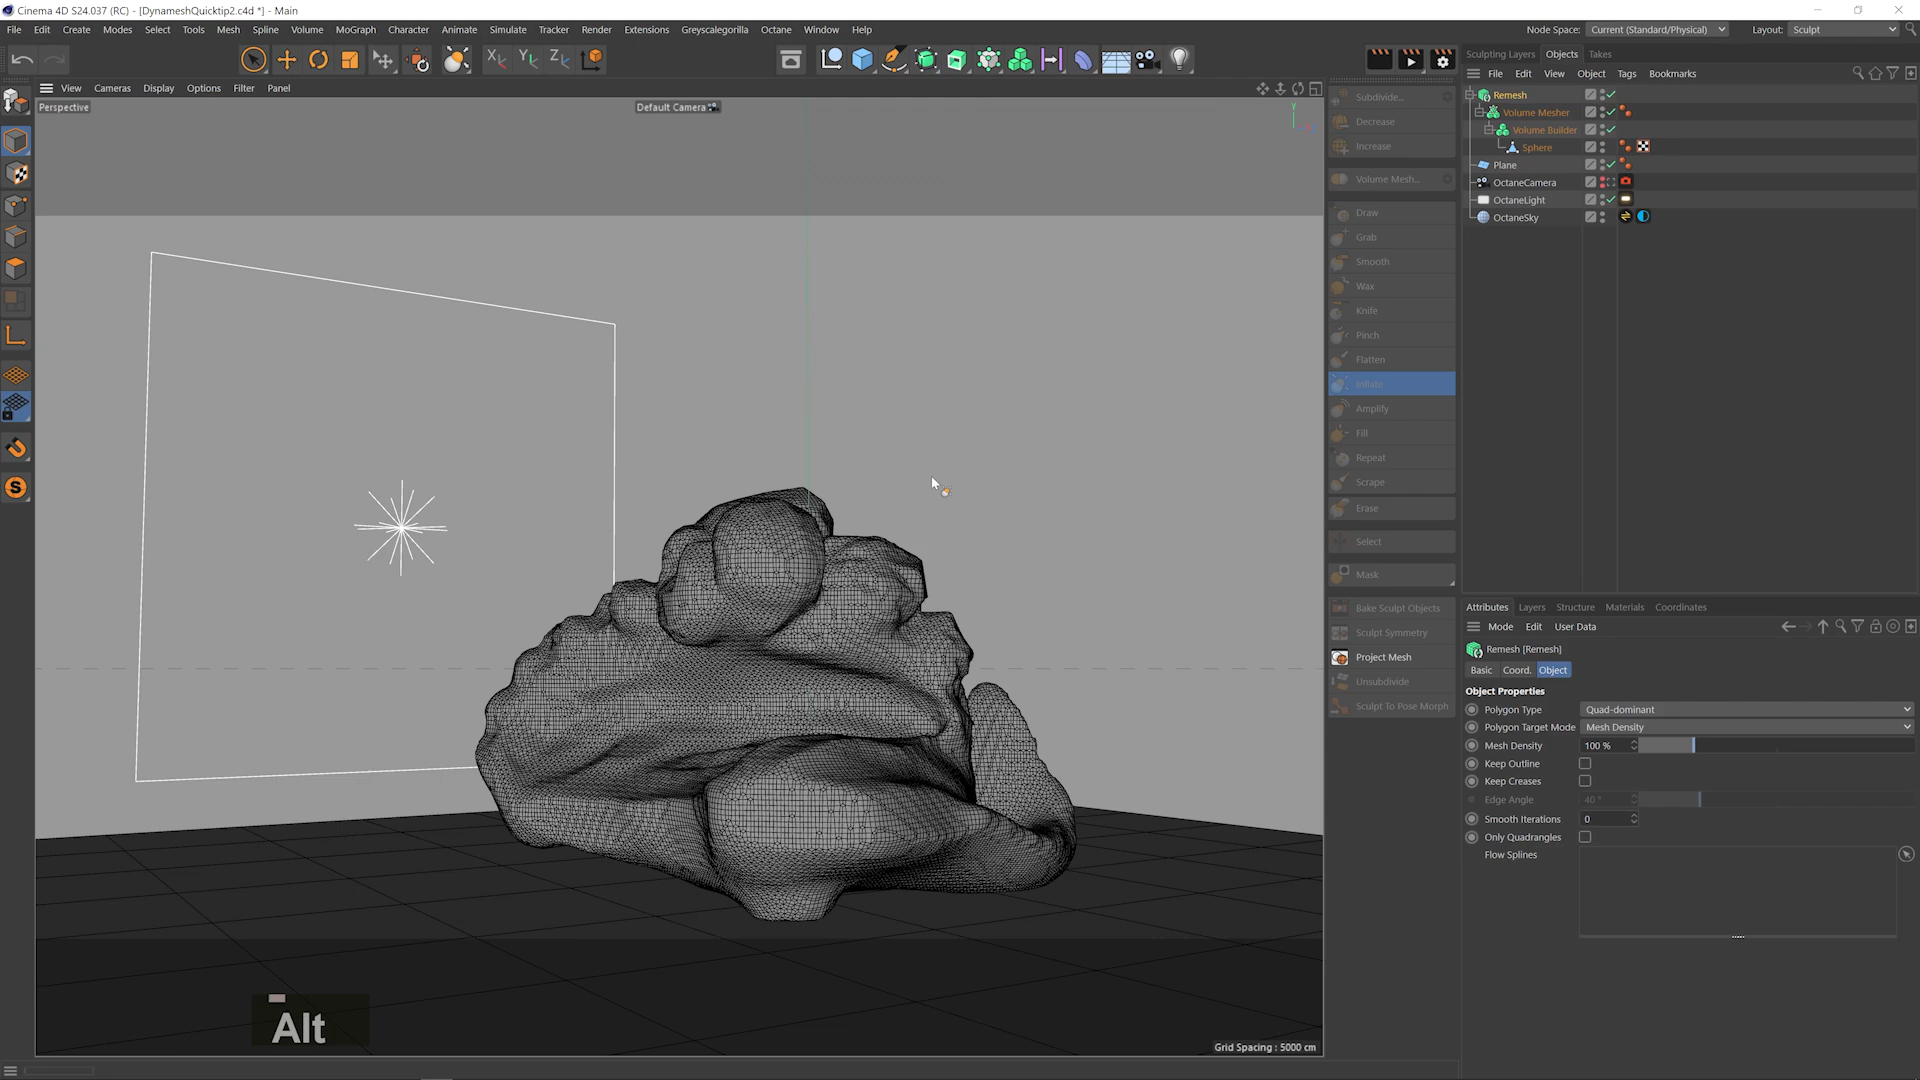 Cinema 4D S24.037 (RC) - [DynameshQuicktip2.c4d *] - Main
File Edit Create Modes Select Tools Mesh Spline Volume MoGraph Character Animate Simulate Tracker Render Extensions Greyscalegorilla Octane Window Help
Node Space: Current (Standard/Physical) Layout: Sculpt
Sculpting Layers Objects Takes
File Edit View Object Tags Bookmarks
View Cameras Display Options Filter Panel
Perspective
Default Camera
Y
Subdivide...
Decrease
Increase
Volume Mesh...
Draw
Grab
Smooth
Wax
Knife
Pinch
Flatten
Inflate
Amplify
Fill
Repeat
Scrape
Erase
Select
Mask
Bake Sculpt Objects
Sculpt Symmetry
Project Mesh
Unsubdivide
Sculpt To Pose Morph
Remesh
Volume Mesher
Volume Builder
Sphere
Plane
OctaneCamera
OctaneLight
OctaneSky
Attributes Layers Structure Materials Coordinates
Mode Edit User Data
Remesh [Remesh]
Basic Coord. Object
Object Properties
Polygon Type Quad-dominant
Polygon Target Mode Mesh Density
Mesh Density 100 %
Keep Outline
Keep Creases
Edge Angle 40 °
Smooth Iterations 0
Only Quadrangles
Flow Splines
Alt
Grid Spacing : 5000 cm